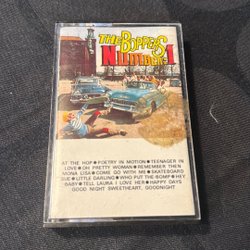 THE BOPPERS
NUMBER 1
AT THE HOP ● POETRY IN MOTION ● TEENAGER IN
LOVE ● OH PRETTY WOMAN ● REMEMBER THEN
MONA LISA ● COME GO WITH ME ● SKATEBOARD
SUE ● LITTLE DARLING ● WHO PUT THE BOMP ● HEY
BABY ● TELL LAURA I LOVE HER ● HAPPY DAYS
GOOD NIGHT SWEETHEART, GOODNIGHT